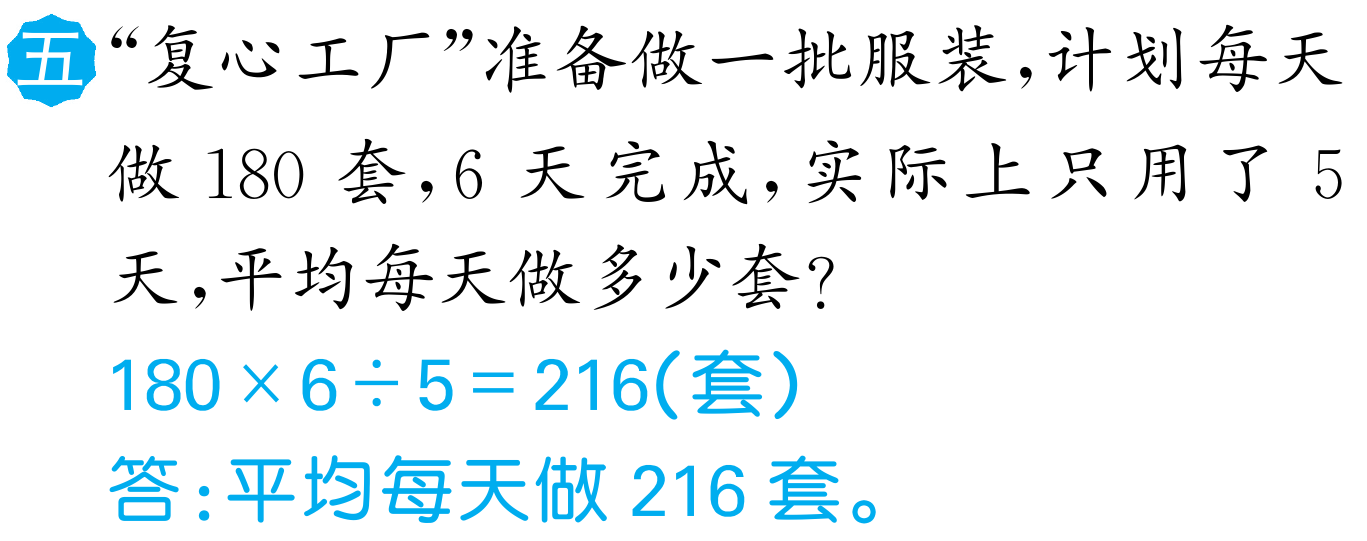 五“复心工厂”准备做一批服装,计划每天
做 180 套,6 天完成,实际上只用了 5
天,平均每天做多少套?
180×6÷5=216(套)
答:平均每天做 216 套。